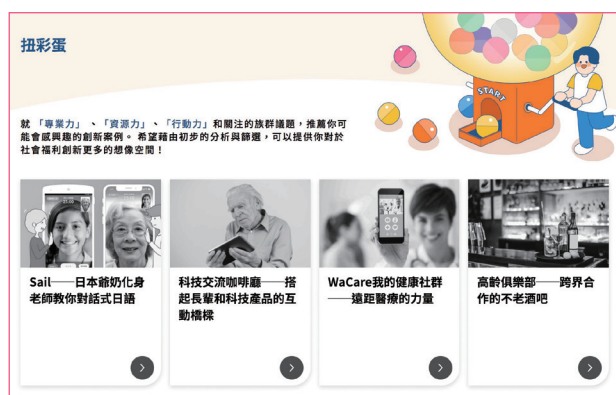 扭彩蛋
START
就「專業力」、「資源力」、「行動力」和關注的族群議題，推薦你可
能會感興趣的創新案例。希望藉由初步的分析與篩選，可以提供你對於
社會福利創新更多的想像空間！
Sail——日本爺奶化身
老師教你對話式日語
科技交流咖啡廳——搭
起長輩和科技產品的互
動橋樑
WaCare我的健康社群
——遠距醫療的力量
高齡俱樂部——跨界合
作的不老酒吧